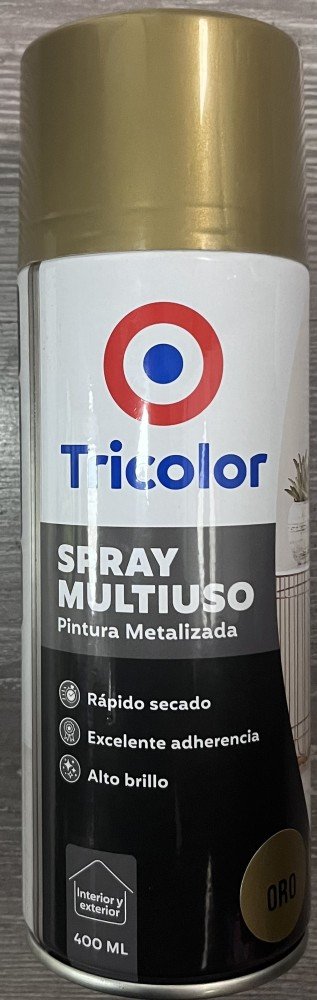 Tricolor
SPRAY
MULTIUSO
Pintura Metalizada
Rápido secado
Excelente adherencia
Alto brillo
Interior y
exterior
400 ML
ORO